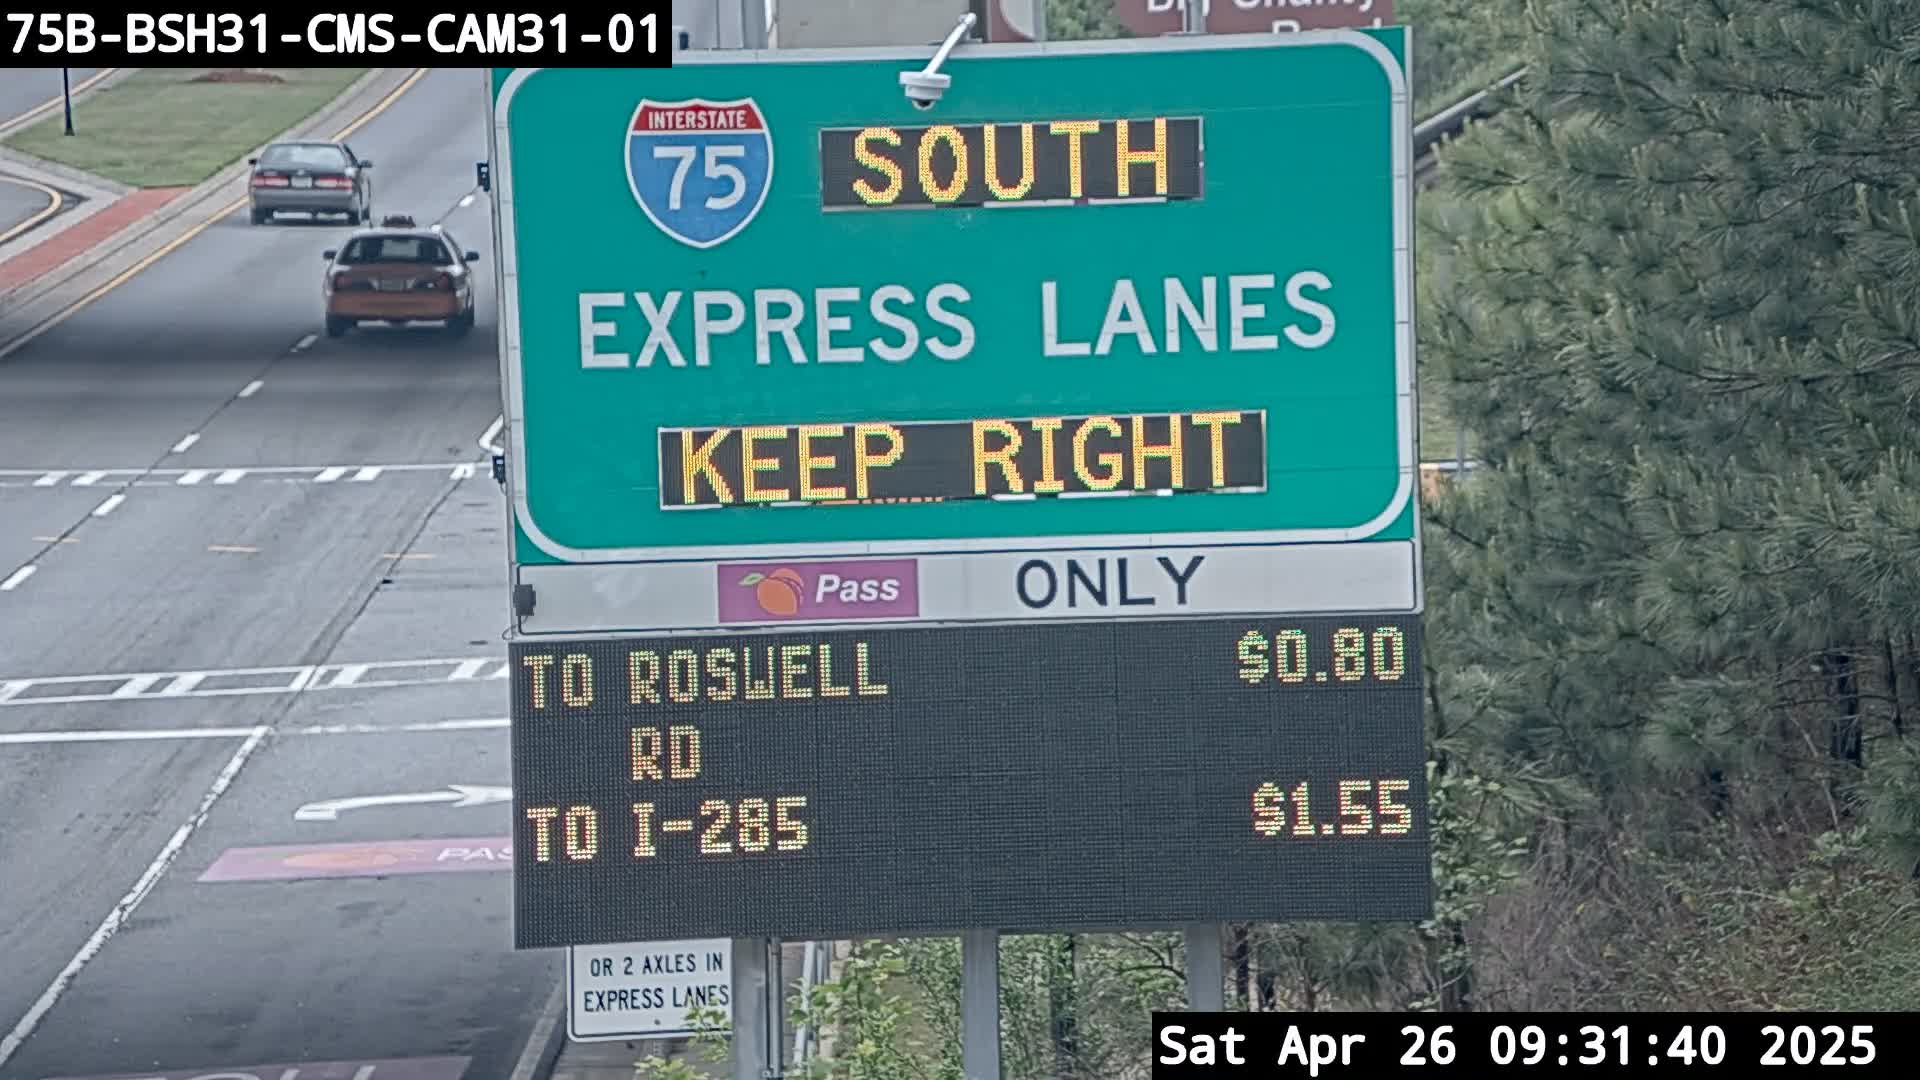 75B-BSH31-CMS-CAM31-01
INTERSTATE
75
SOUTH
EXPRESS LANES
KEEP RIGHT
Pass ONLY
TO ROSWELL $0.80
RD
TO I-285 $1.55
OR 2 AXLES IN
EXPRESS LANES
Sat Apr 26 09:31:40 2025